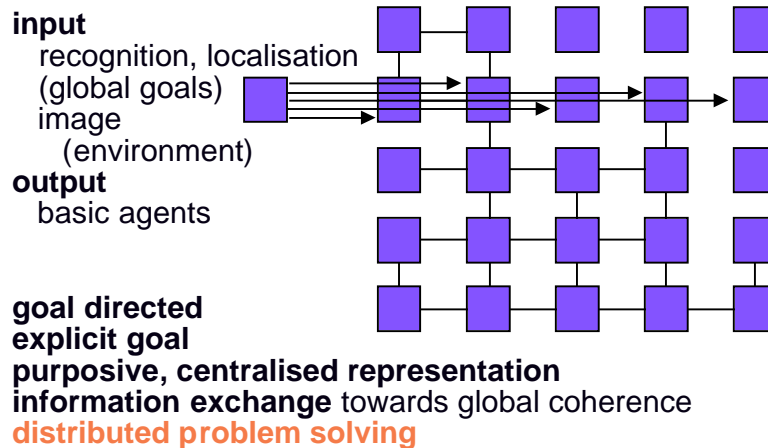 input
recognition, localisation
(global goals)
image
(environment)
output
basic agents
goal directed
explicit goal
purposive, centralised representation
information exchange towards global coherence
distributed problem solving